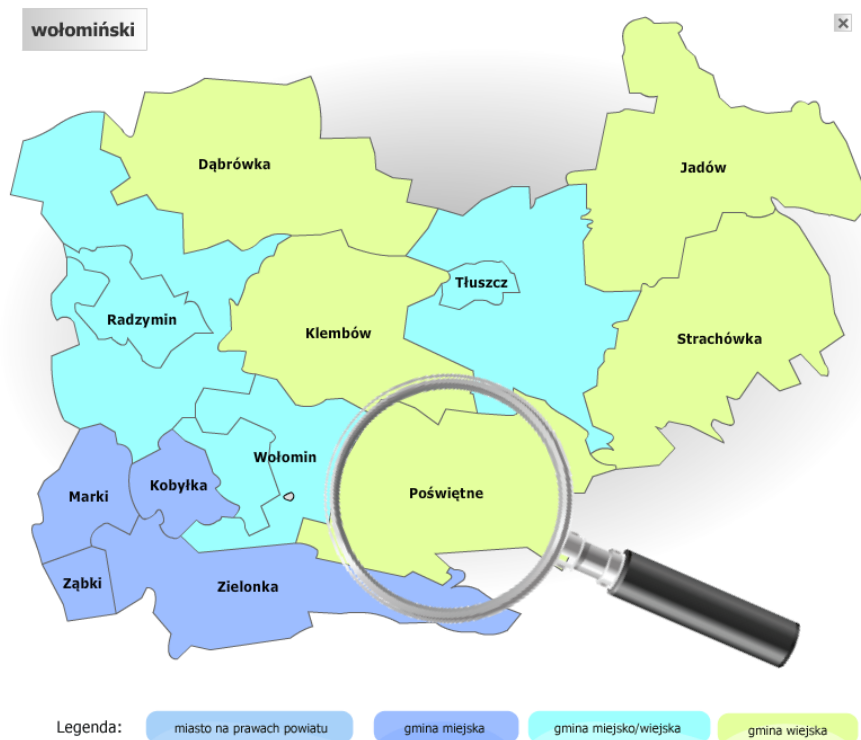 wołomiński
Dąbrówka
Jadów
Tłuszcz
Radzymin
Klembów
Strachówka
Wołomin
Kobyłka
Marki
Poświętne
Ząbki
Zielonka
Legenda:
miasto na prawach powiatu
gmina miejska
gmina miejsko/wiejska
gmina wiejska